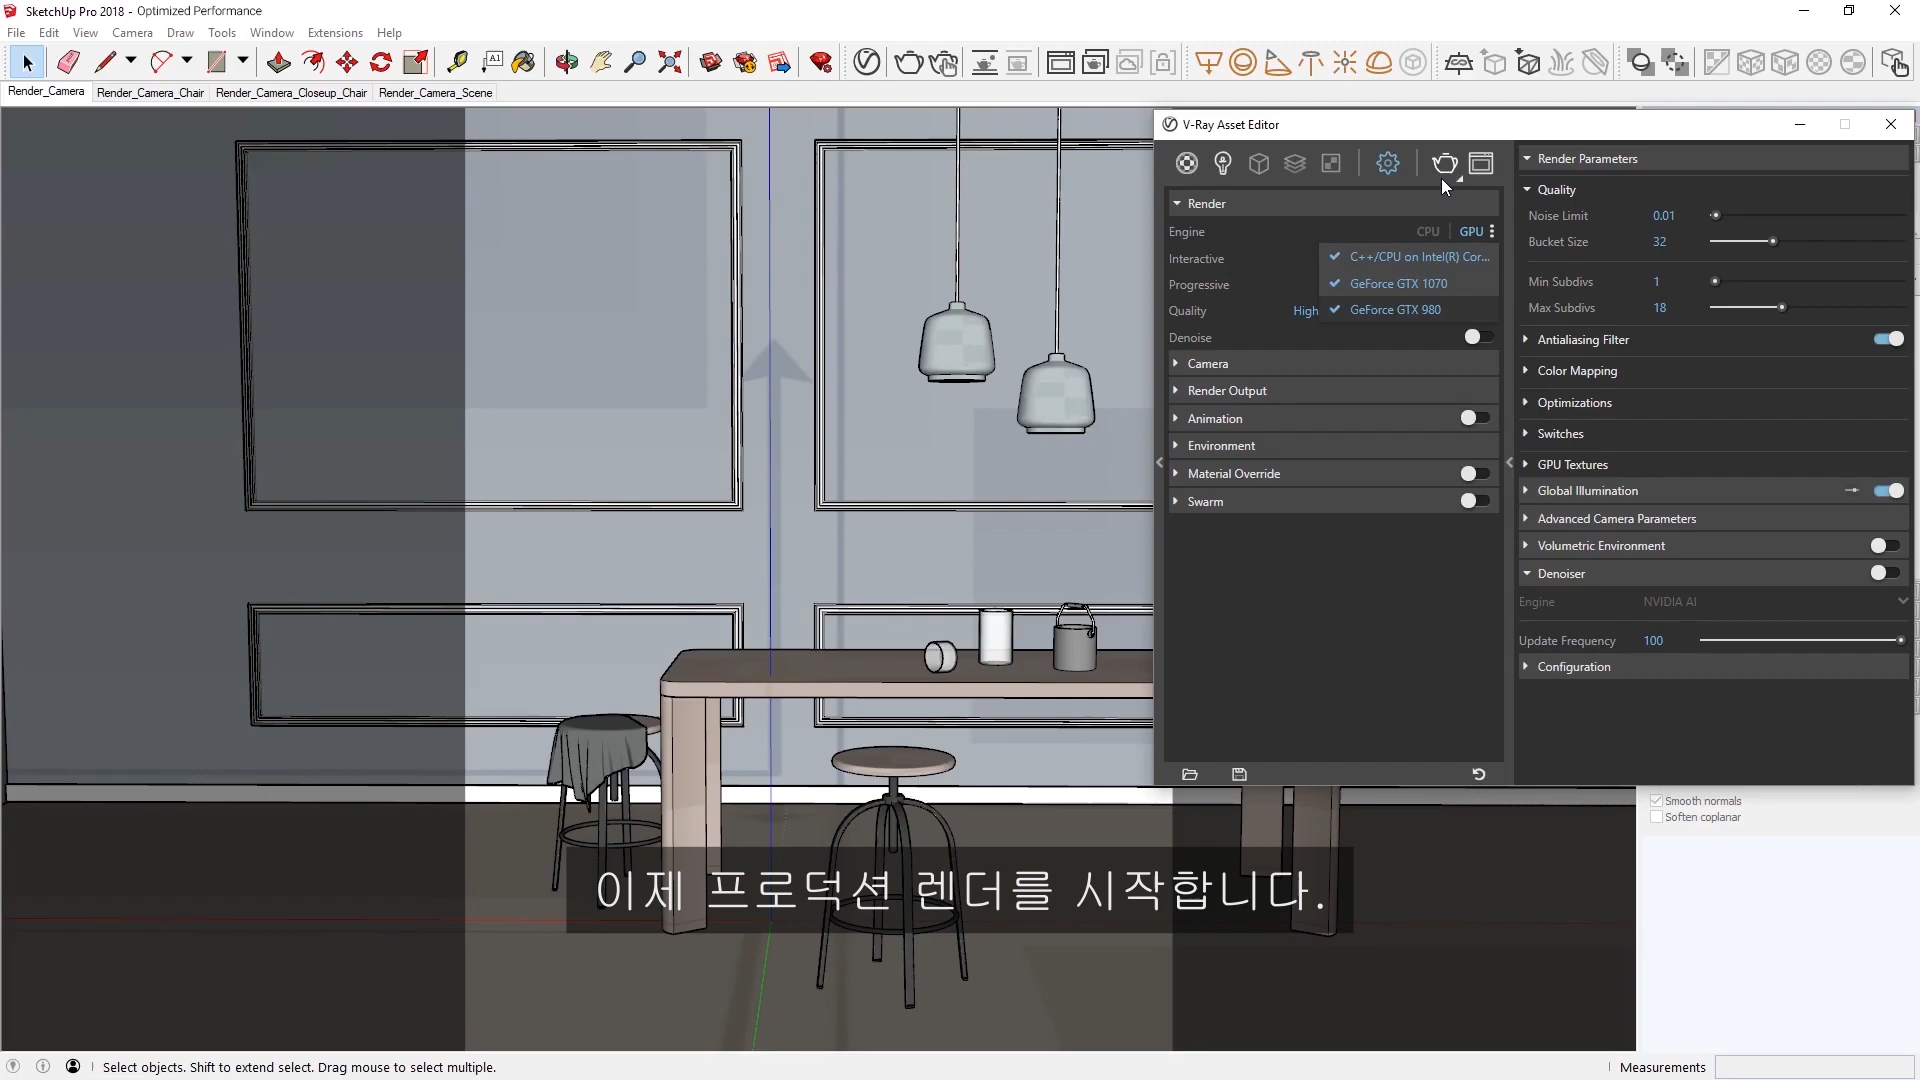 SketchUp Pro 2018 - Optimized Performance
File Edit View Camera Draw Tools Window Extensions Help
A1
Render_Camera Render_Camera_Chair Render_Camera_Closeup_Chair Render_Camera_Scene
V-Ray Asset Editor
Render
Engine CPU GPU
Interactive
Progressive
Quality High
Denoise
C++/CPU on Intel(R) Cor...
GeForce GTX 1070
GeForce GTX 980
Camera
Render Output
Animation
Environment
Material Override
Swarm
Render Parameters
Quality
Noise Limit 0.01
Bucket Size 32
Min Subdivs 1
Max Subdivs 18
Antialiasing Filter
Color Mapping
Optimizations
Switches
GPU Textures
Global Illumination
Advanced Camera Parameters
Volumetric Environment
Denoiser
Engine NVIDIA AI
Update Frequency 100
Configuration
Smooth normals
Soften coplanar
이제 프로덕션 렌더를 시작합니다.
Select objects. Shift to extend select. Drag mouse to select multiple.
Measurements